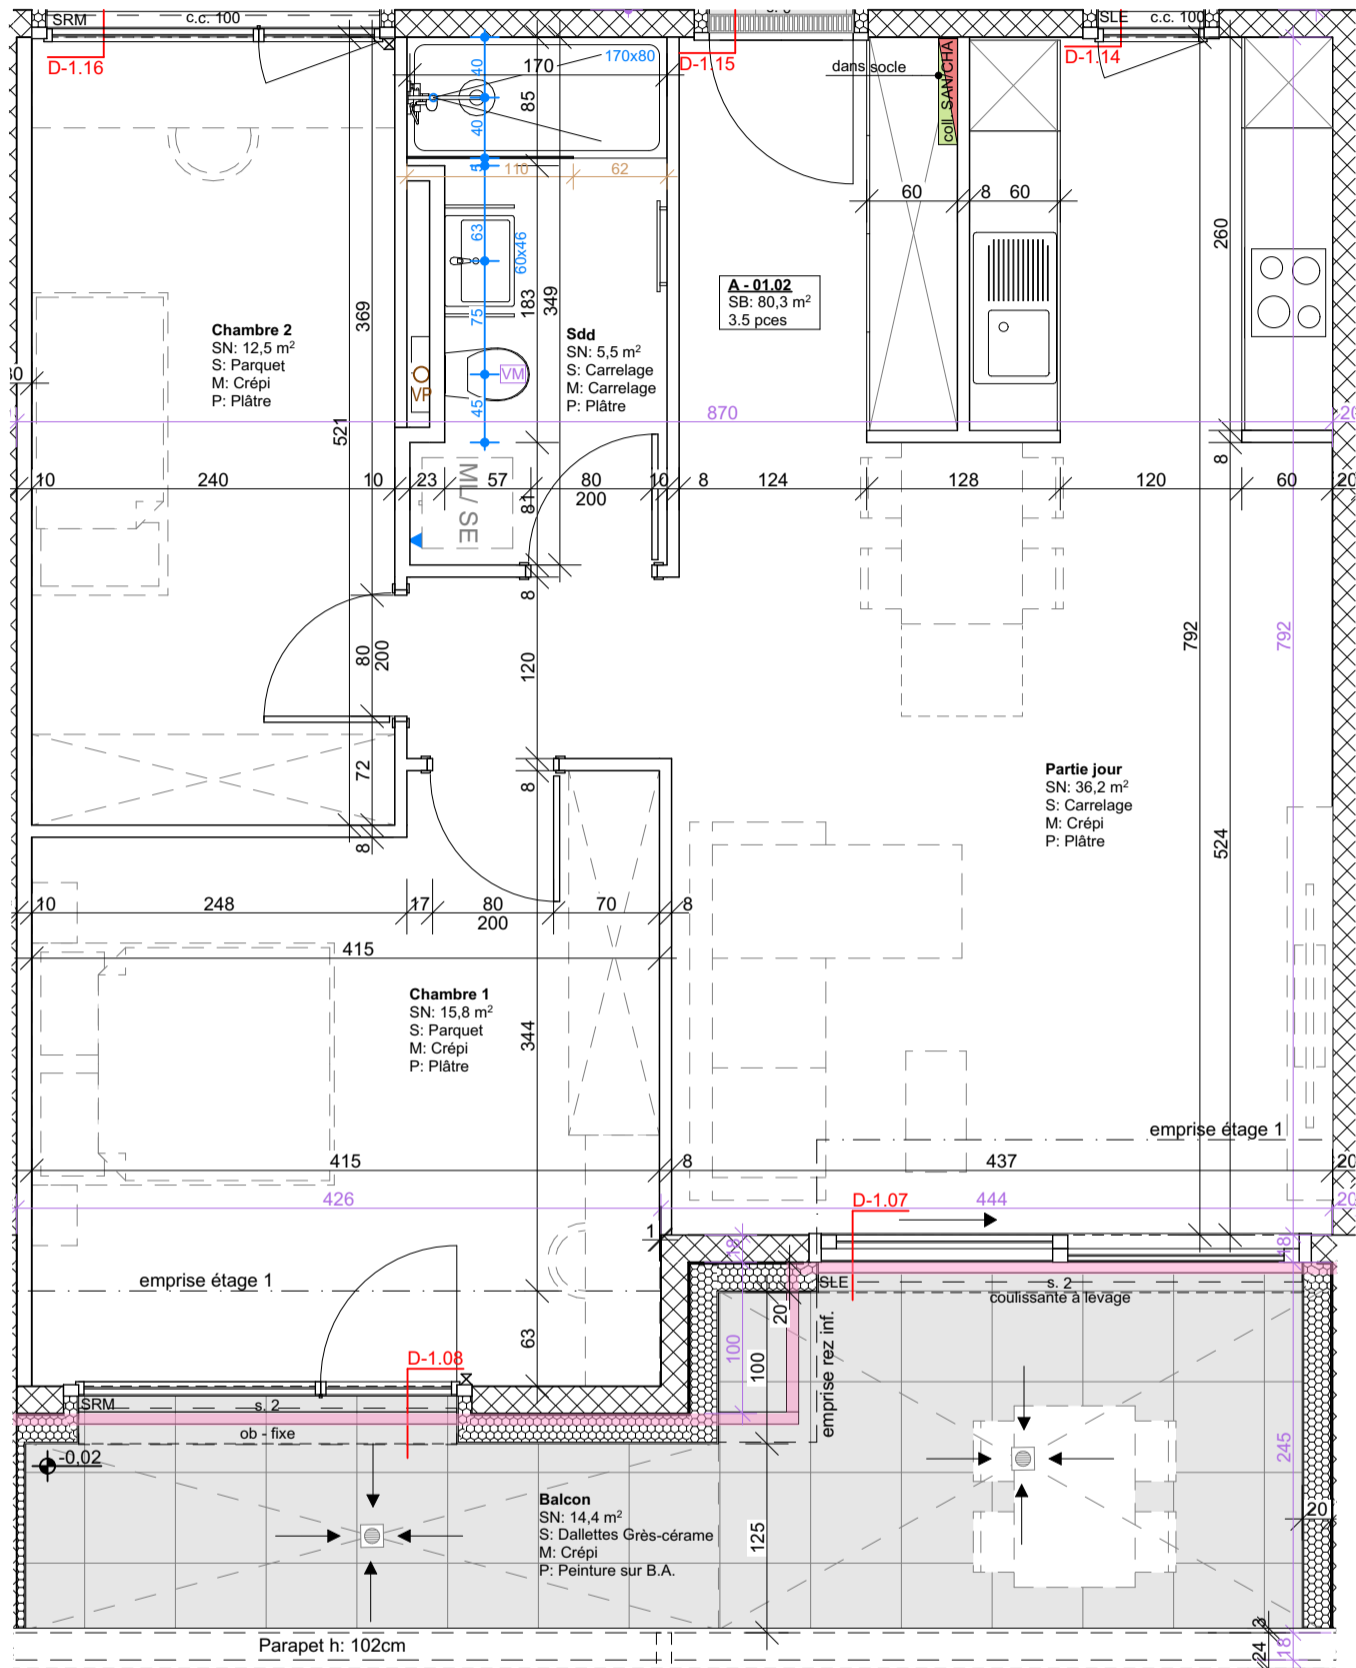 SRM
c.c. 100
SLE
c.c. 100
D-1.16
170
170x80
D-1.15
dans socle
D-1.14
40
85
40
5
110
62
coll. SAN/CHA
60
8
60
260
63
60x46
183
349
369
A - 01.02
SB: 80,3 m²
3.5 pces
Chambre 2
SN: 12,5 m²
S: Parquet
M: Crépi
P: Plâtre
75
Sdd
SN: 5,5 m²
S: Carrelage
M: Carrelage
P: Plâtre
VM
VP
45
521
870
20
8
10
240
10
23
57
80
200
10
8
124
128
120
60
20
ML/ SE
81
8
80
200
120
792
792
72
8
8
Partie jour
SN: 36,2 m²
S: Carrelage
M: Crépi
P: Plâtre
524
10
248
17
80
200
70
8
415
Chambre 1
SN: 15,8 m²
S: Parquet
M: Crépi
P: Plâtre
344
emprise étage 1
415
8
437
20
426
D-1.07
444
20
1
18
18
emprise étage 1
SLE
s. 2
coulissante à levage
20
100
100
emprise rez inf.
63
D-1.08
SRM
s. 2
ob - fixe
-0,02
245
20
Balcon
SN: 14,4 m²
S: Dallettes Grès-cérame
M: Crépi
P: Peinture sur B.A.
125
Parapet h: 102cm
24
18